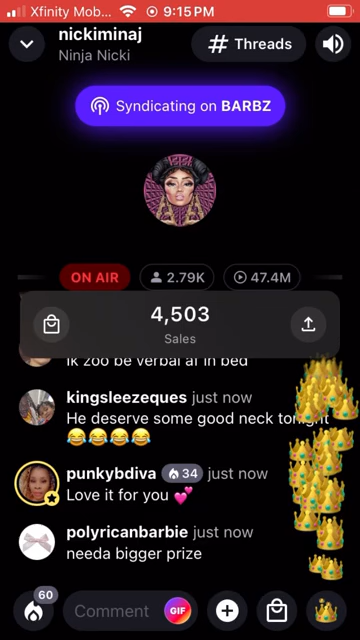 Xfinity Mob... 9:15 PM
nickiminaj
Ninja Nicki
# Threads
Syndicating on BARBZ
ON AIR 2.79K 47.4M
4,503
Sales
ik zoo be verbal af in bed
kingsleezeques just now
He deserve some good neck tonight
😂😂😂😂
punkybdiva 34 just now
Love it for you 💕
polyricanbarbie just now
needa bigger prize
60
Comment GIF